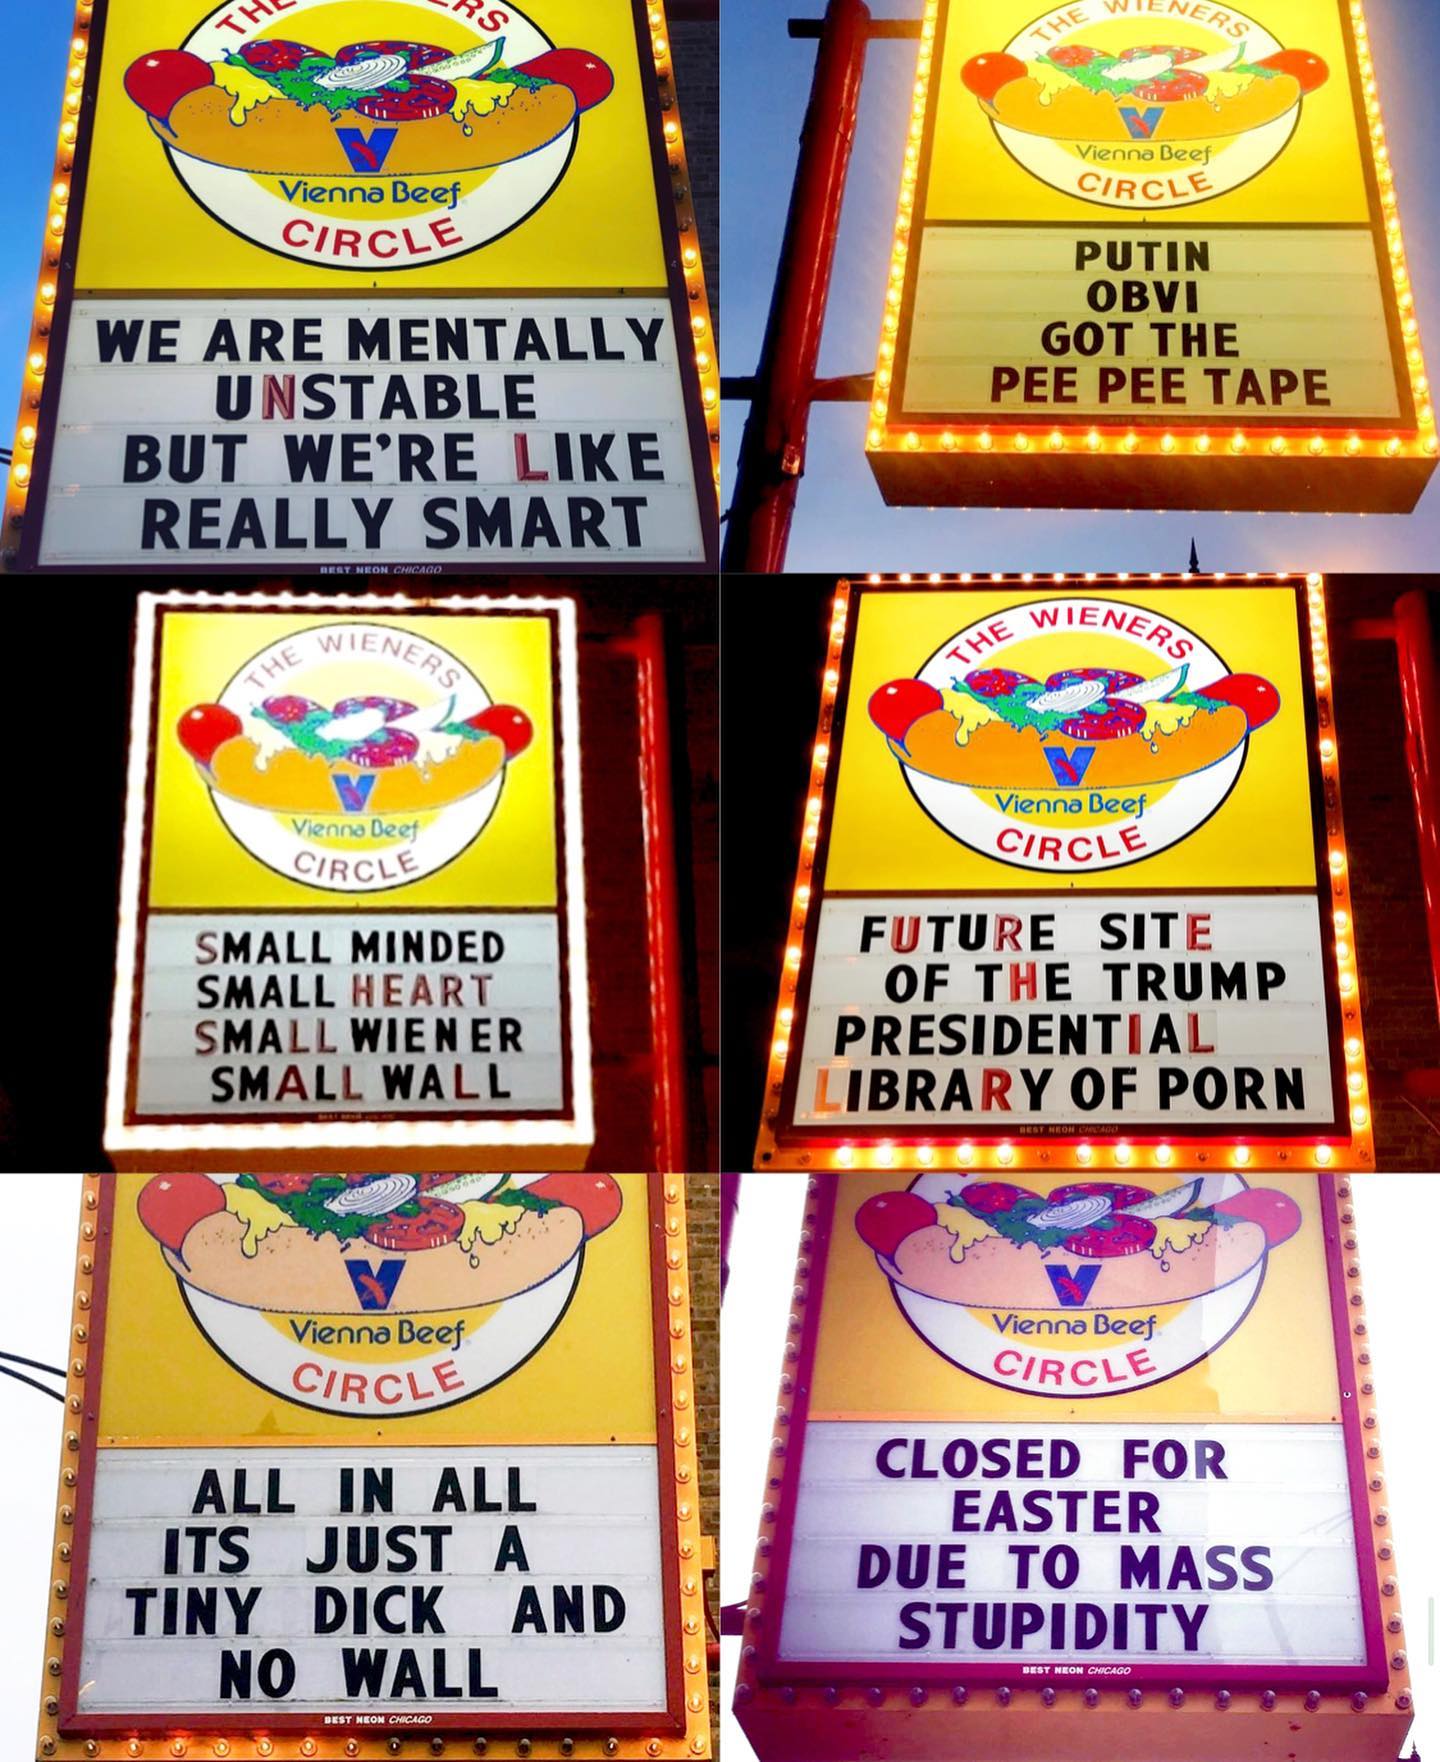 THE WIENERS
Vienna Beef
CIRCLE
WE ARE MENTALLY
UNSTABLE
BUT WE'RE LIKE
REALLY SMART
BEST NEON CHICAGO
THE WIENERS
Vienna Beef
CIRCLE
PUTIN
OBVI
GOT THE
PEE PEE TAPE
THE WIENERS
Vienna Beef
CIRCLE
SMALL MINDED
SMALL HEART
SMALL WIENER
SMALL WALL
BEST NEON CHICAGO
THE WIENERS
Vienna Beef
CIRCLE
FUTURE SITE
OF THE TRUMP
PRESIDENTIAL
LIBRARY OF PORN
BEST NEON CHICAGO
Vienna Beef
CIRCLE
ALL IN ALL
ITS JUST A
TINY DICK AND
NO WALL
BEST NEON CHICAGO
Vienna Beef
CIRCLE
CLOSED FOR
EASTER
DUE TO MASS
STUPIDITY
BEST NEON CHICAGO